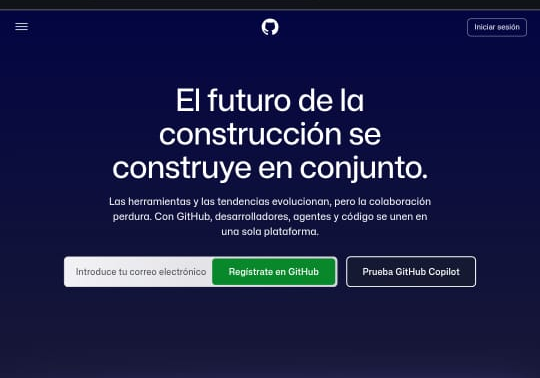 Iniciar sesión
El futuro de la
construcción se
construye en conjunto.
Las herramientas y las tendencias evolucionan, pero la colaboración
perdura. Con GitHub, desarrolladores, agentes y código se unen en
una sola plataforma.
Introduce tu correo electrónico
Regístrate en GitHub
Prueba GitHub Copilot